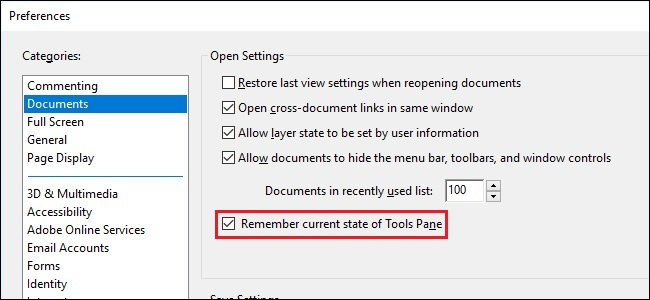 Preferences
Categories:
Commenting
Documents
Full Screen
General
Page Display
3D & Multimedia
Accessibility
Adobe Online Services
Email Accounts
Forms
Identity
Open Settings
Restore last view settings when reopening documents
Open cross-document links in same window
Allow layer state to be set by user information
Allow documents to hide the menu bar, toolbars, and window controls
Documents in recently used list: 100
Remember current state of Tools Pane